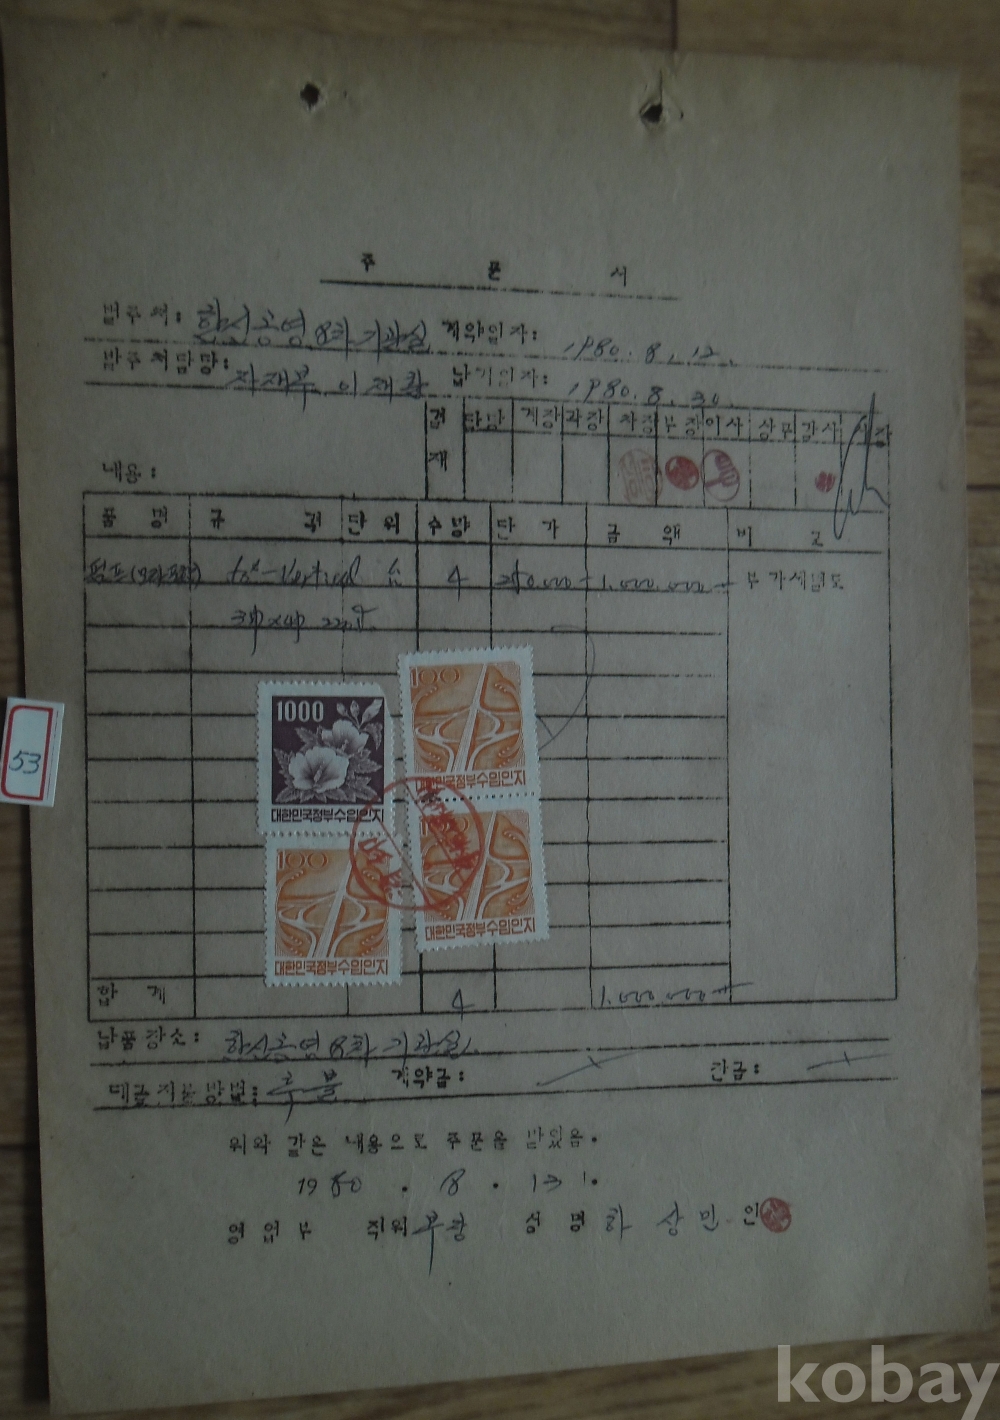 주 문 서
발주처: 한신공영 8차 기관실 계약일자: 1980. 8. 12.
발주처담당: 자재부 이재황 납기일자: 1980. 8. 30.
결재 담당 계장 과장 차장 부장 이사 상무 감사 사장
내용:
품 명 규 격 단위 수량 단 가 금 액 비 고
4 250.000- 1.000.000- 부가세별도
1000
대한민국정부수입인지
100
대한민국정부수입인지
100
대한민국정부수입인지
100
대한민국정부수입인지
53
합 계 4 1.000.000-
납품장소: 한신공영 8차 기관실
대금지불방법: 후불 계약금: 잔금:
위와 같은 내용으로 주문을 받았음.
1980. 8. 13.
영업부 직위 부장 성명 하상민 인
kobay